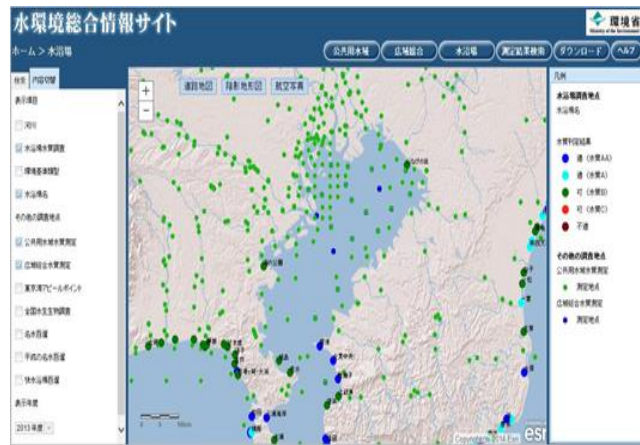 水環境総合情報サイト
環境省
Ministry of the Environment
ホーム > 水浴場
公共用水域
広域総合
水浴場
測定結果検索
ダウンロード
ヘルプ
検索
内容切替
表示項目
河川
水浴場水質調査
環境基準類型
水浴場名
その他の調査地点
公共用水域水質測定
広域総合水質測定
東京湾アピールポイント
全国水生生物調査
名水百選
平成の名水百選
快水浴場百選
表示年度
2013 年度
+
-
道路地図
陰影地形図
航空写真
凡例
水浴場調査地点
水浴場名
水質判定結果
適（水質AA）
適（水質A）
可（水質B）
可（水質C）
不適
その他の調査地点
公共用水域水質測定
測定地点
広域総合水質測定
測定地点
esri